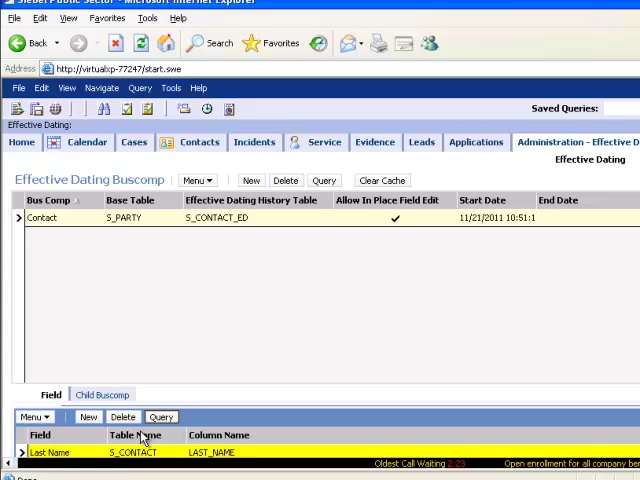 Siebel Public Sector - Microsoft Internet Explorer
File Edit View Favorites Tools Help
Back Search Favorites
Address http://virtualxp-77247/start.swe
File Edit View Navigate Query Tools Help
Saved Queries:
Effective Dating:
Home Calendar Cases Contacts Incidents Service Evidence Leads Applications Administration - Effective D
Effective Dating
Effective Dating Buscomp Menu New Delete Query Clear Cache
Bus Comp Base Table Effective Dating History Table Allow In Place Field Edit Start Date End Date
Contact S_PARTY S_CONTACT_ED 11/21/2011 10:51:1
Field Child Buscomp
Menu New Delete Query
Field Table Name Column Name
Last Name S_CONTACT LAST_NAME
Oldest Call Waiting 2:23 Open enrollment for all company be